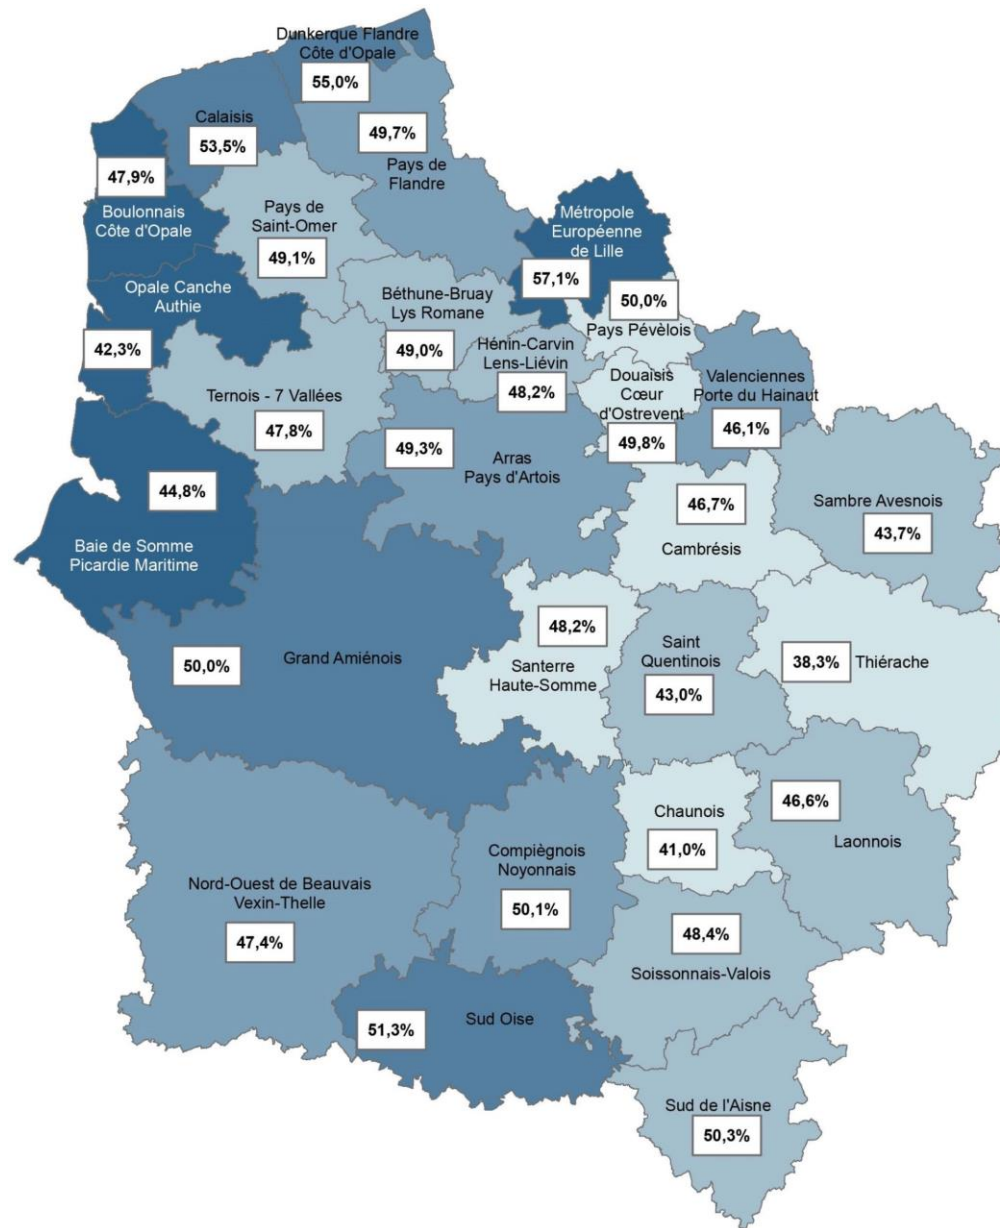 Dunkerque Flandre
Côte d'Opale
55,0%
Calaisis
53,5%
49,7%
Pays de
Flandre
47,9%
Boulonnais
Côte d'Opale
Pays de
Saint-Omer
49,1%
Métropole
Européenne
de Lille
57,1%
Opale Canche
Authie
42,3%
Béthune-Bruay
Lys Romane
49,0%
50,0%
Pays Pévèlois
Hénin-Carvin
Lens-Liévin
48,2%
Ternois - 7 Vallées
47,8%
Douaisis
Cœur
d'Ostrevent
49,8%
Valenciennes
Porte du Hainaut
46,1%
49,3%
Arras
Pays d'Artois
44,8%
Baie de Somme
Picardie Maritime
46,7%
Cambrésis
Sambre Avesnois
43,7%
50,0%
Grand Amiénois
48,2%
Santerre
Haute-Somme
Saint
Quentinois
43,0%
38,3%
Thiérache
Chaunois
41,0%
46,6%
Laonnois
Nord-Ouest de Beauvais
Vexin-Thelle
47,4%
Compiègnois
Noyonnais
50,1%
48,4%
Soissonnais-Valois
51,3%
Sud Oise
Sud de l'Aisne
50,3%